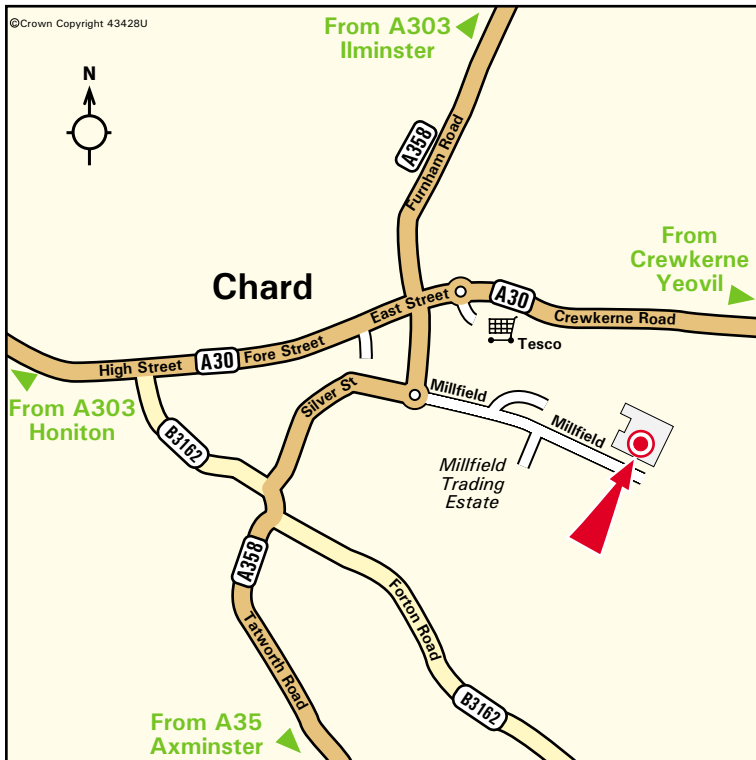 ©Crown Copyright 43428U
From A303
Ilminster
N
A358
Furnham Road
From
Crewkerne
Yeovil
Chard
East Street
A30
Crewkerne Road
Tesco
High Street
A30
Fore Street
From A303
Honiton
Silver St
Millfield
Millfield
B3162
Millfield
Trading
Estate
A358
Forton Road
Tatworth Road
B3162
From A35
Axminster